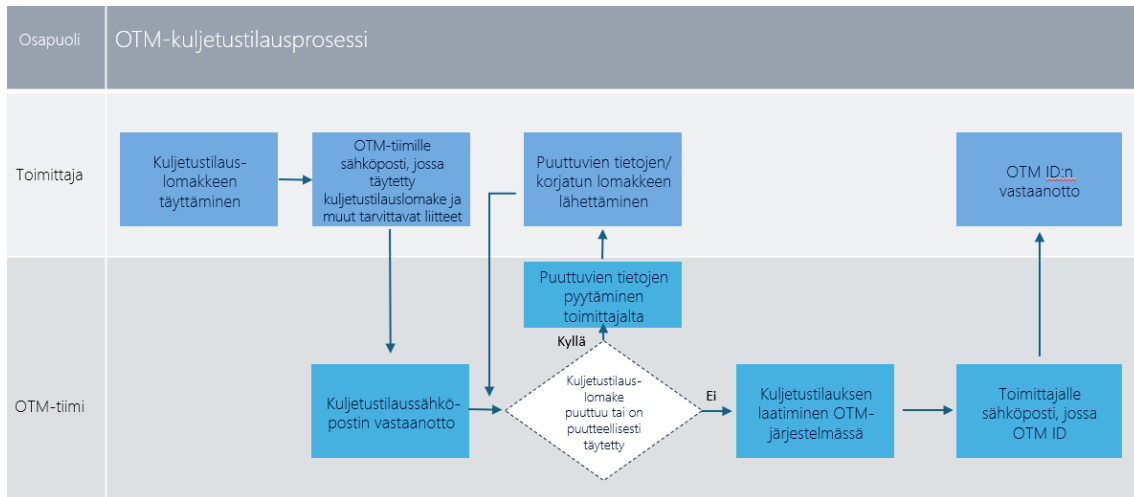 Osapuoli
OTM-kuljetustilausprosessi
Toimittaja
Kuljetustilaus-
lomakkeen
täyttäminen
OTM-tiimille
sähköposti, jossa
täytetty
kuljetustilauslomake ja
muut tarvittavat liitteet
Puuttuvien tietojen/
korjatun lomakkeen
lähettäminen
OTM ID:n
vastaanotto
Puuttuvien tietojen
pyytäminen
toimittajalta
Kyllä
OTM-tiimi
Kuljetustilaussähkö-
postin vastaanotto
Kuljetustilaus-
lomake
puuttuu tai on
puutteellisesti
täytetty
Ei
Kuljetustilauksen
laatiminen OTM-
järjestelmässä
Toimittajalle
sähköposti, jossa
OTM ID